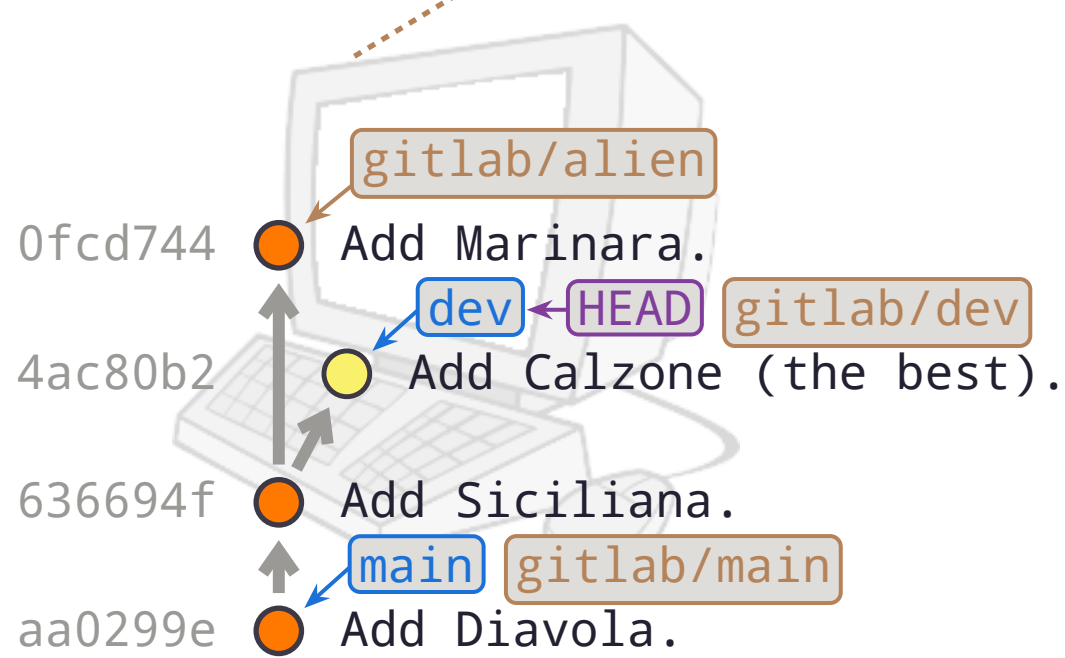 gitlab/alien
0fcd744 Add Marinara.
dev HEAD gitlab/dev
4ac80b2 Add Calzone (the best).
636694f Add Siciliana.
main gitlab/main
aa0299e Add Diavola.